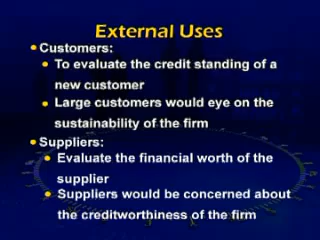 External Uses
Customers:
To evaluate the credit standing of a
new customer
Large customers would eye on the
sustainability of the firm
Suppliers:
Evaluate the financial worth of the
supplier
Suppliers would be concerned about
the creditworthiness of the firm